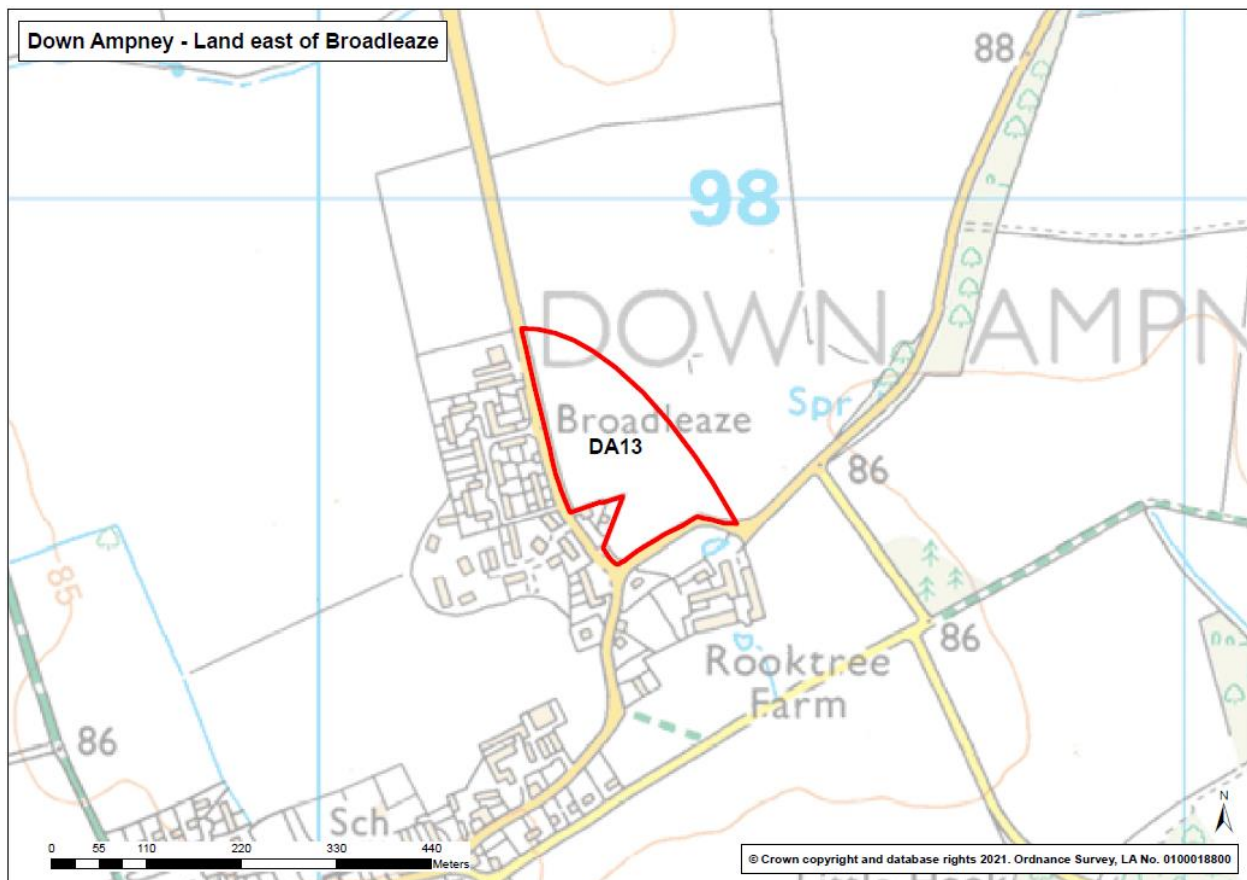 Down Ampney - Land east of Broadleaze
88
98
DOWN AMPN
Spr
Broadleaze
DA13
86
85
86
Rooktree
Farm
86
Sch
0 55 110 220 330 440
Meters
N
© Crown copyright and database rights 2021. Ordnance Survey, LA No. 0100018800